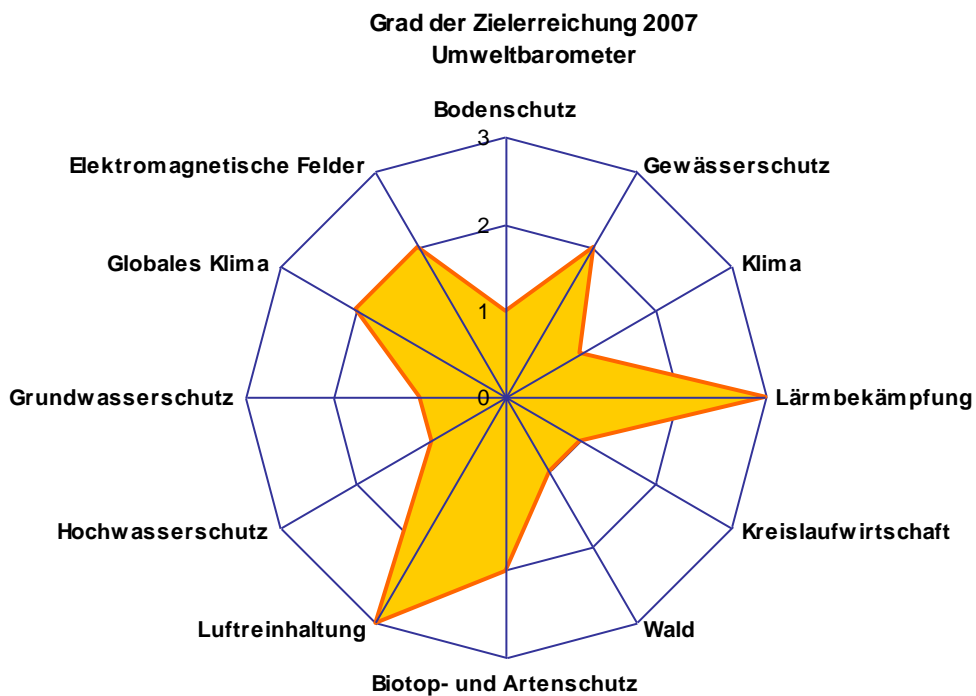 Grad der Zielerreichung 2007
Umweltbarometer
Bodenschutz
3
Elektromagnetische Felder
Gewässerschutz
2
Globales Klima
Klima
1
Grundwasserschutz
0
Lärmbekämpfung
Hochwasserschutz
Kreislaufwirtschaft
Luftreinhaltung
Wald
Biotop- und Artenschutz